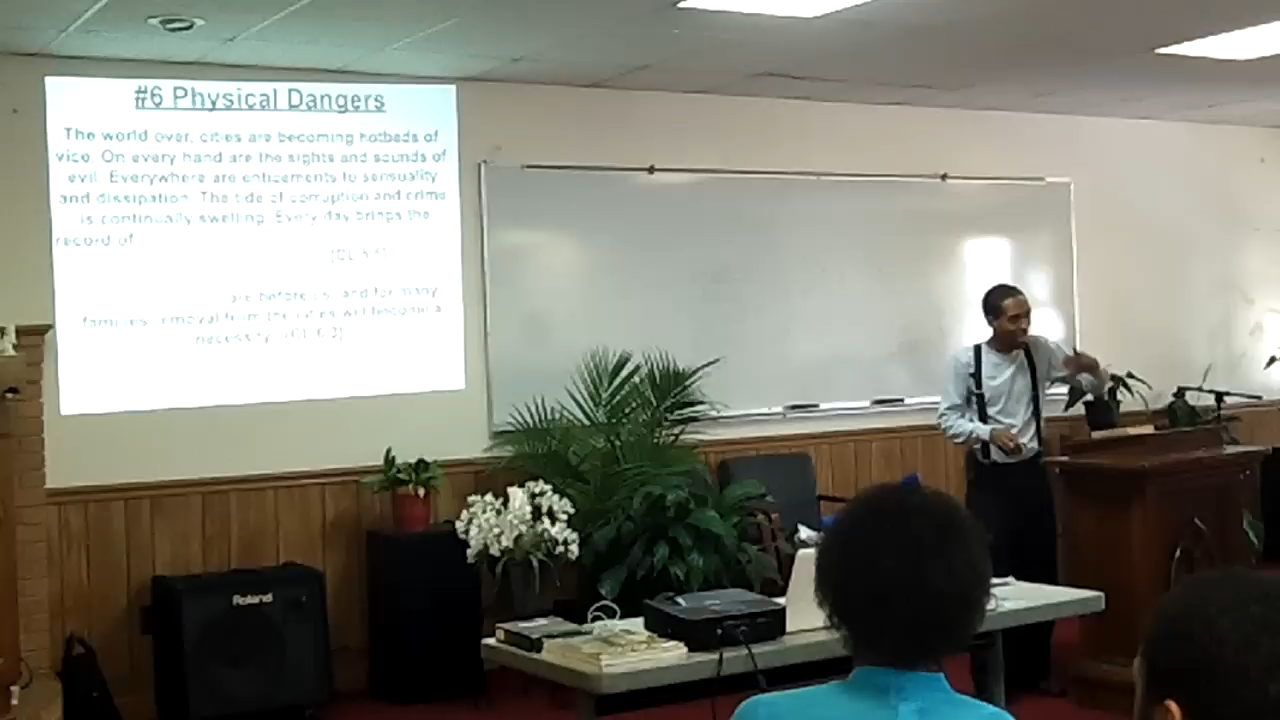 #6 Physical Dangers
The world over, cities are becoming hotbeds of
vice. On every hand are the sights and sounds of
evil. Everywhere are enticements to sensuality
and dissipation. The tide of corruption and crime
is continually swelling. Every day brings the
record of
are before us, and for many
families, removal from the cities will become a
necessity.
Roland